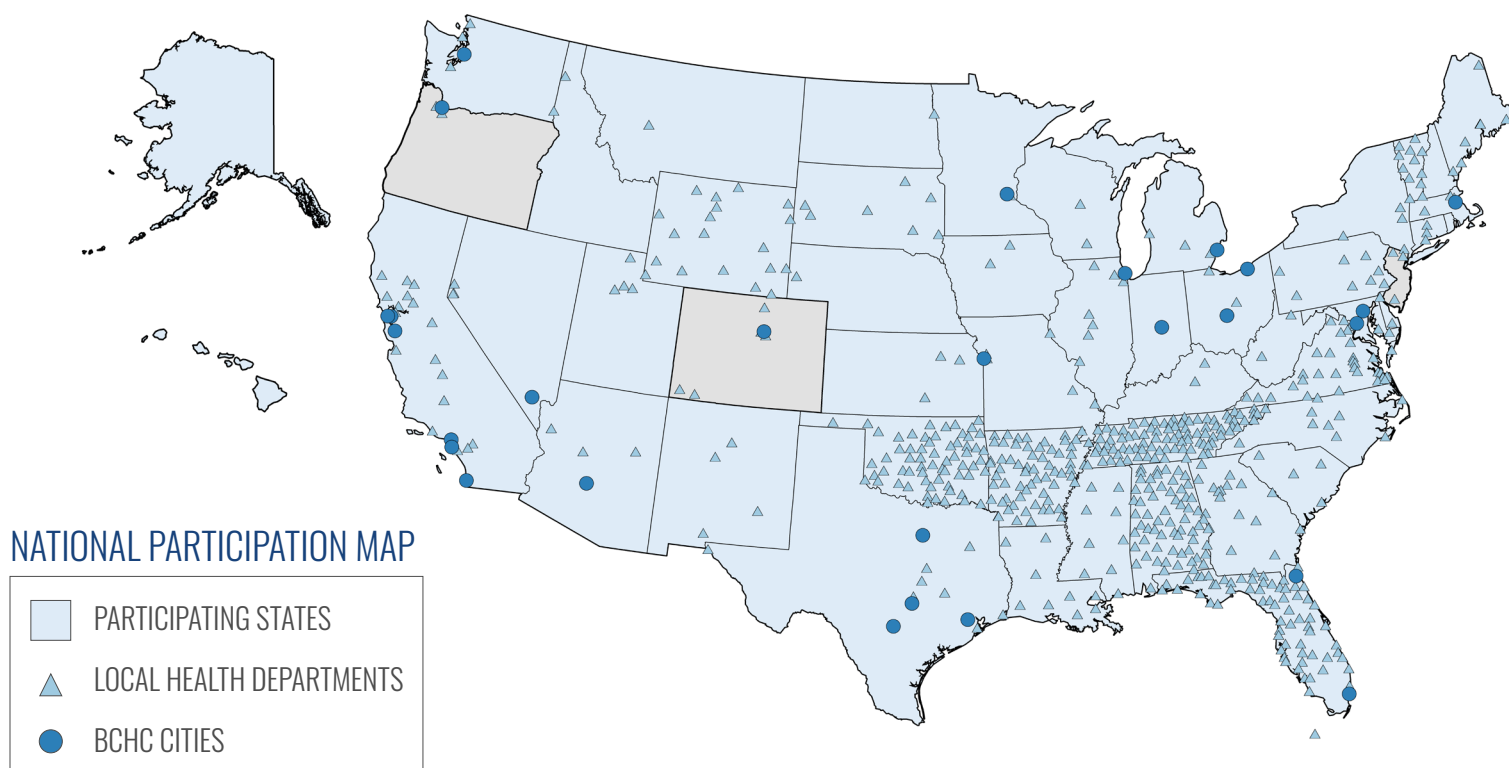 NATIONAL PARTICIPATION MAP
PARTICIPATING STATES
LOCAL HEALTH DEPARTMENTS
BCHC CITIES